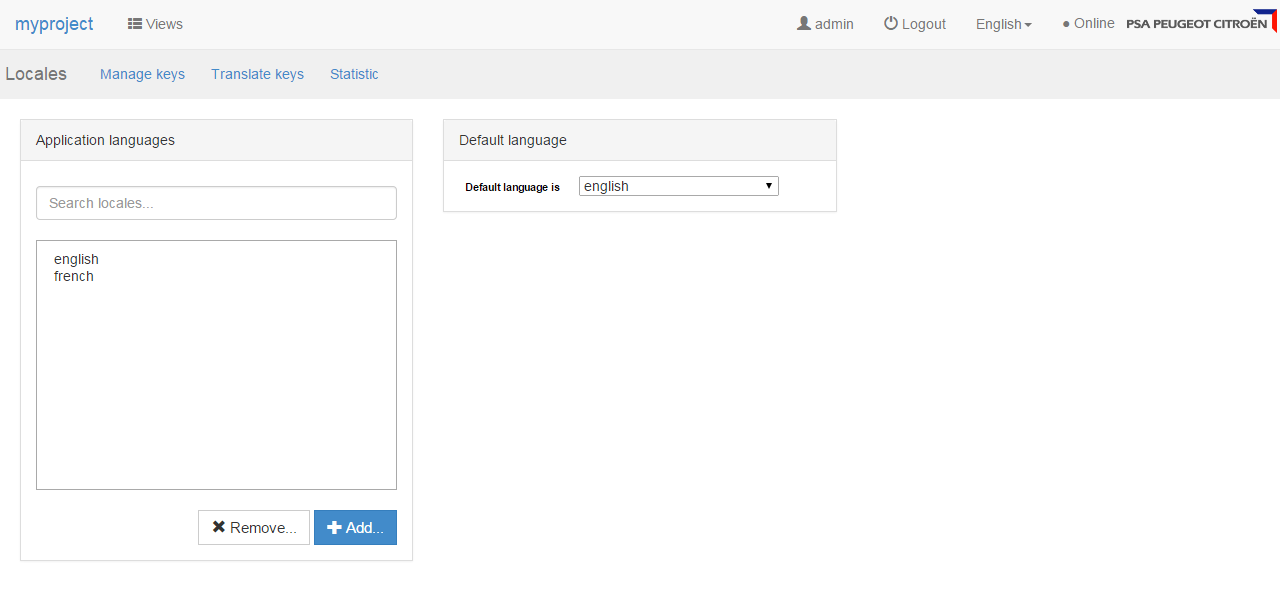 myproject Views admin Logout English ● Online PSA PEUGEOT CITROËN
Locales Manage keys Translate keys Statistic
Application languages
Search locales...
english
french
Remove... Add...
Default language
Default language is english